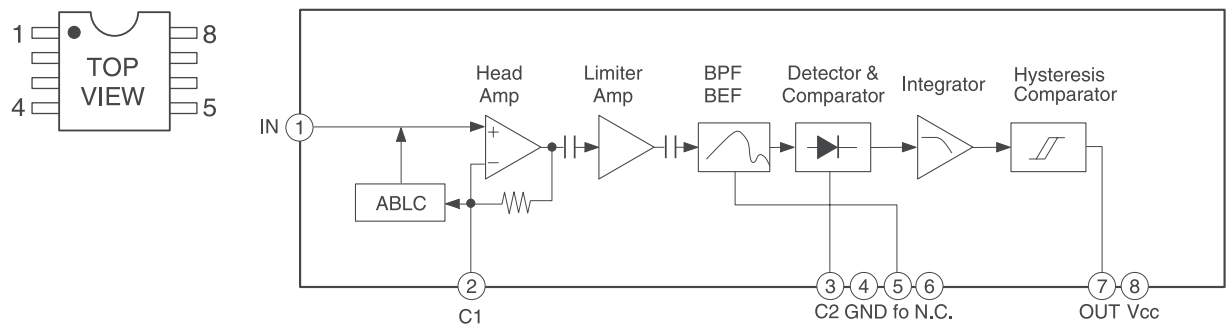 1
8
TOP
VIEW
4
5
Head
Amp
Limiter
Amp
BPF
BEF
Detector &
Comparator
Integrator
Hysteresis
Comparator
IN 1
+
−
ABLC
2
3 4 5 6
7 8
C1
C2 GND fo N.C.
OUT Vcc